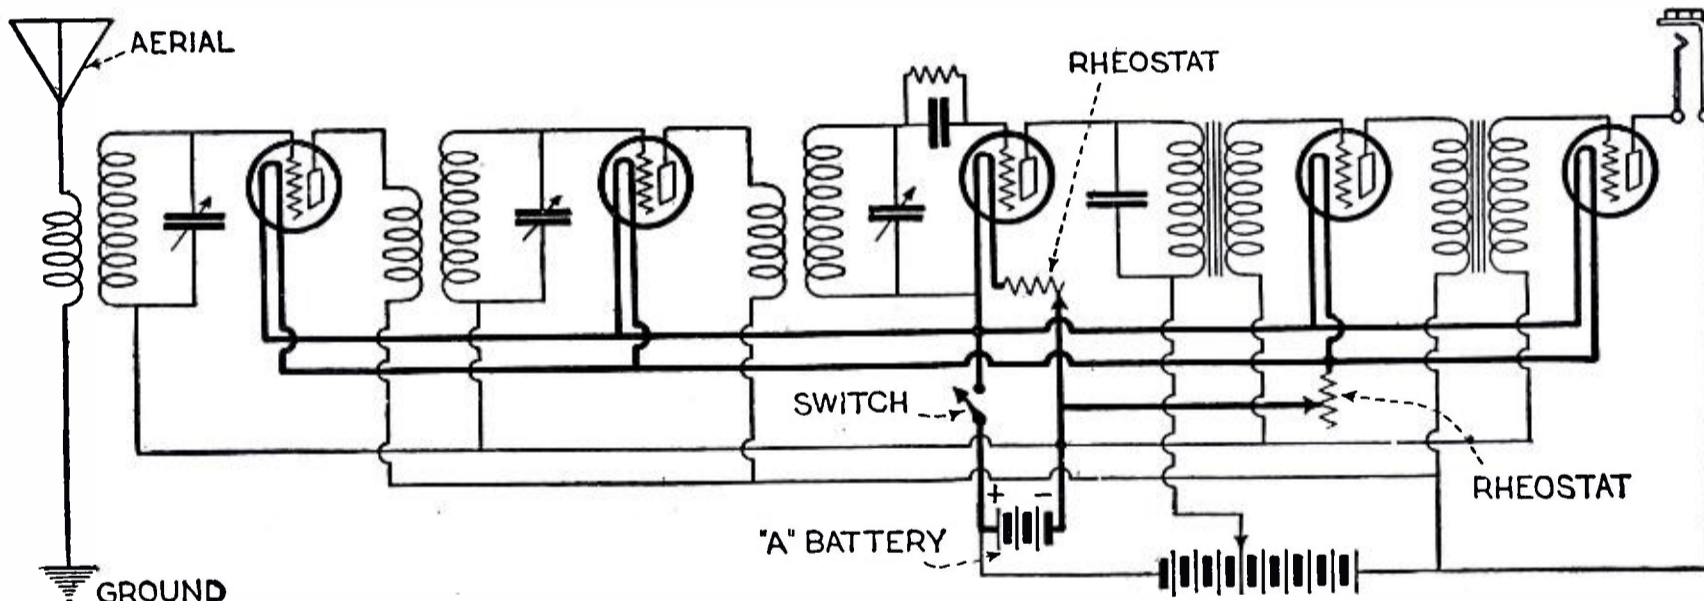 AERIAL
RHEOSTAT
SWITCH
+ −
RHEOSTAT
"A" BATTERY
GROUND